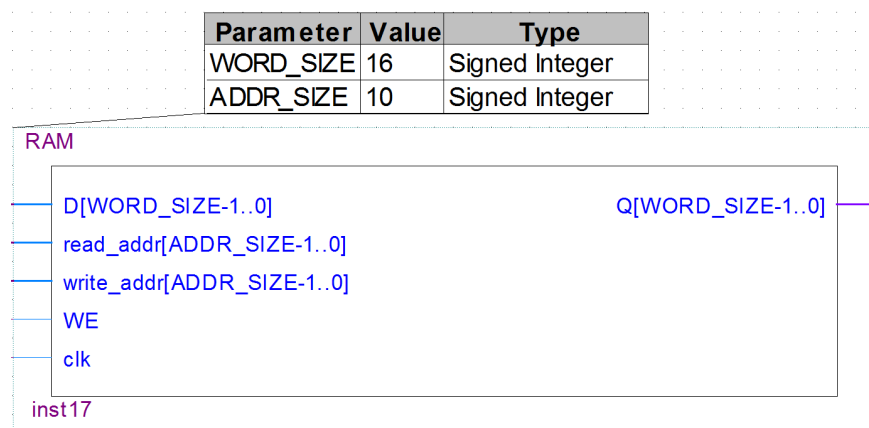 Parameter Value Type
WORD_SIZE 16 Signed Integer
ADDR_SIZE 10 Signed Integer
RAM
D[WORD_SIZE-1..0] Q[WORD_SIZE-1..0]
read_addr[ADDR_SIZE-1..0]
write_addr[ADDR_SIZE-1..0]
WE
clk
inst17